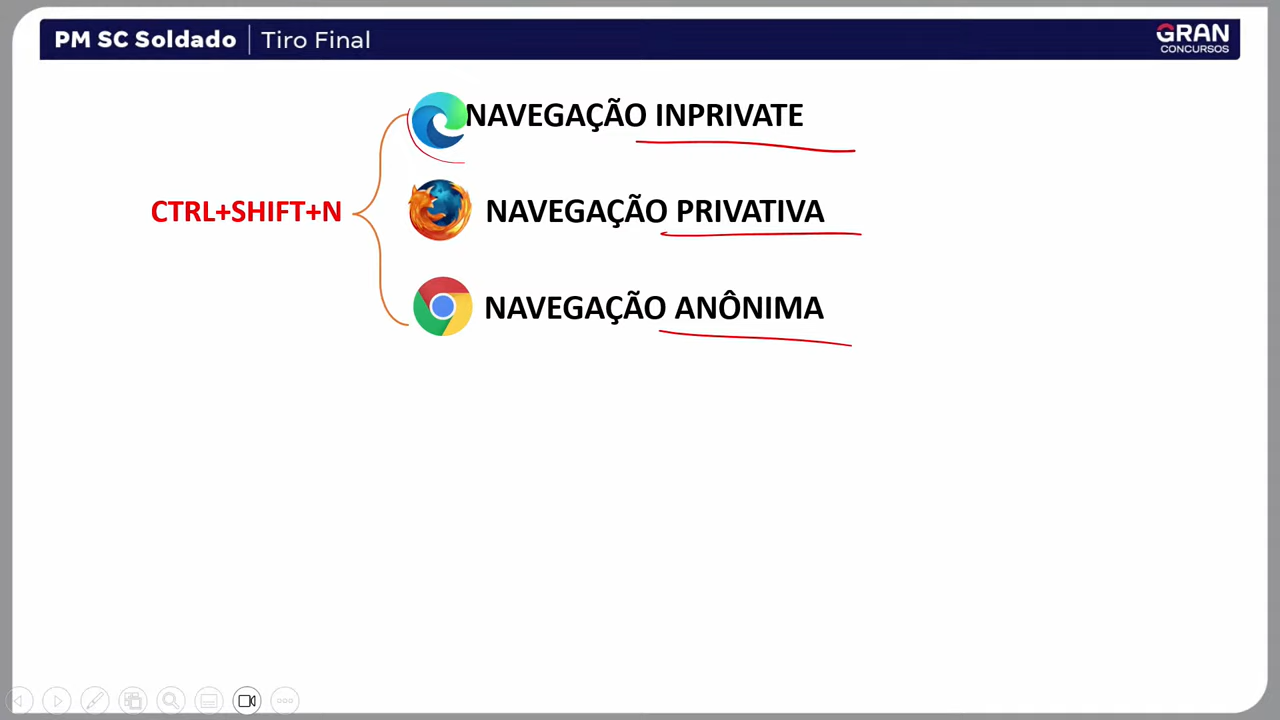 PM SC Soldado | Tiro Final
GRAN
CONCURSOS
NAVEGAÇÃO INPRIVATE
CTRL+SHIFT+N
NAVEGAÇÃO PRIVATIVA
NAVEGAÇÃO ANÔNIMA